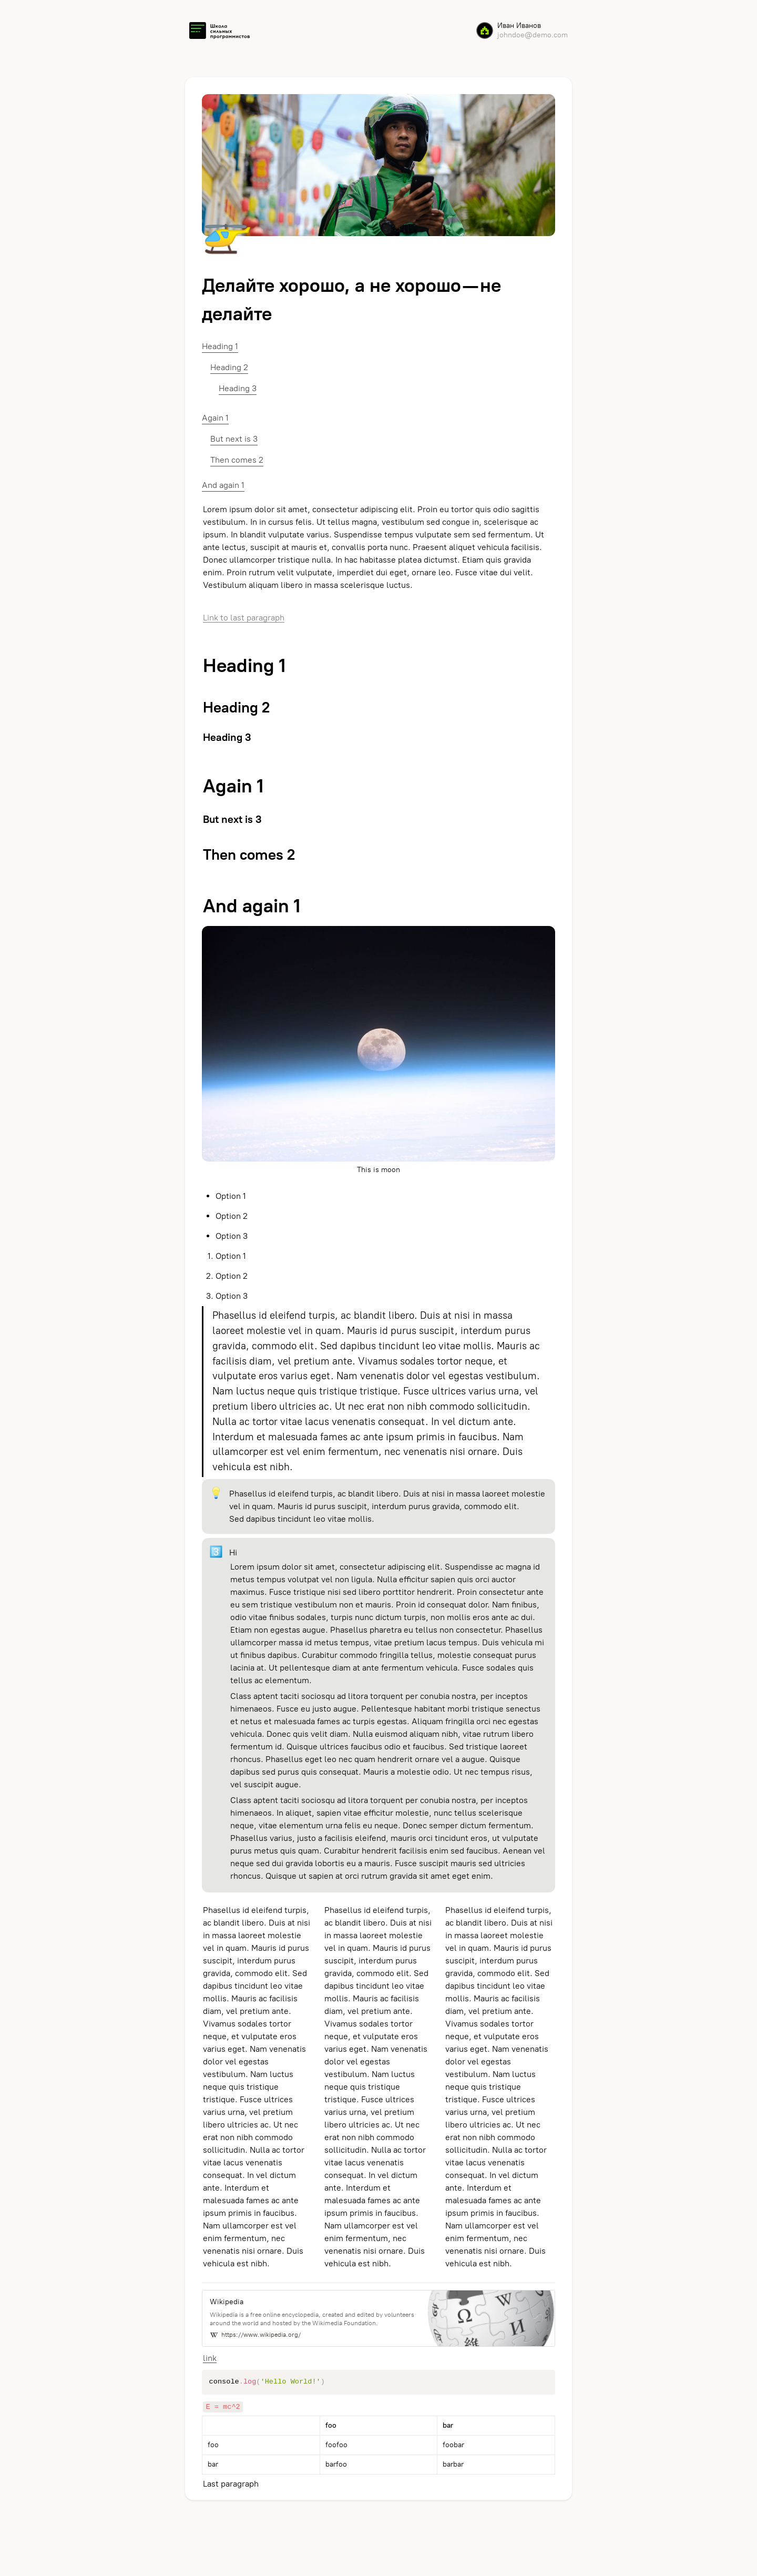 Школа
сильных
программистов
Иван Иванов
johndoe@demo.com
Делайте хорошо, а не хорошо — не
делайте
Heading 1
Heading 2
Heading 3
Again 1
But next is 3
Then comes 2
And again 1
Lorem ipsum dolor sit amet, consectetur adipiscing elit. Proin eu tortor quis odio sagittis
vestibulum. In in cursus felis. Ut tellus magna, vestibulum sed congue in, scelerisque ac
ipsum. In blandit vulputate varius. Suspendisse tempus vulputate sem sed fermentum. Ut
ante lectus, suscipit at mauris et, convallis porta nunc. Praesent aliquet vehicula facilisis.
Donec ullamcorper tristique nulla. In hac habitasse platea dictumst. Etiam quis gravida
enim. Proin rutrum velit vulputate, imperdiet dui eget, ornare leo. Fusce vitae dui velit.
Vestibulum aliquam libero in massa scelerisque luctus.
Link to last paragraph
Heading 1
Heading 2
Heading 3
Again 1
But next is 3
Then comes 2
And again 1
This is moon
• Option 1
• Option 2
• Option 3
1. Option 1
2. Option 2
3. Option 3
Phasellus id eleifend turpis, ac blandit libero. Duis at nisi in massa
laoreet molestie vel in quam. Mauris id purus suscipit, interdum purus
gravida, commodo elit. Sed dapibus tincidunt leo vitae mollis. Mauris ac
facilisis diam, vel pretium ante. Vivamus sodales tortor neque, et
vulputate eros varius eget. Nam venenatis dolor vel egestas vestibulum.
Nam luctus neque quis tristique tristique. Fusce ultrices varius urna, vel
pretium libero ultricies ac. Ut nec erat non nibh commodo sollicitudin.
Nulla ac tortor vitae lacus venenatis consequat. In vel dictum ante.
Interdum et malesuada fames ac ante ipsum primis in faucibus. Nam
ullamcorper est vel enim fermentum, nec venenatis nisi ornare. Duis
vehicula est nibh.
Phasellus id eleifend turpis, ac blandit libero. Duis at nisi in massa laoreet molestie
vel in quam. Mauris id purus suscipit, interdum purus gravida, commodo elit.
Sed dapibus tincidunt leo vitae mollis.
3 Hi
Lorem ipsum dolor sit amet, consectetur adipiscing elit. Suspendisse ac magna id
metus tempus volutpat vel non ligula. Nulla efficitur sapien quis orci auctor
maximus. Fusce tristique nisi sed libero porttitor hendrerit. Proin consectetur ante
eu sem tristique vestibulum non et mauris. Proin id consequat dolor. Nam finibus,
odio vitae finibus sodales, turpis nunc dictum turpis, non mollis eros ante ac dui.
Etiam non egestas augue. Phasellus pharetra eu tellus non consectetur. Phasellus
ullamcorper massa id metus tempus, vitae pretium lacus tempus. Duis vehicula mi
ut finibus dapibus. Curabitur commodo fringilla tellus, molestie consequat purus
lacinia at. Ut pellentesque diam at ante fermentum vehicula. Fusce sodales quis
tellus ac elementum.
Class aptent taciti sociosqu ad litora torquent per conubia nostra, per inceptos
himenaeos. Fusce eu justo augue. Pellentesque habitant morbi tristique senectus
et netus et malesuada fames ac turpis egestas. Aliquam fringilla orci nec egestas
vehicula. Donec quis velit diam. Nulla euismod aliquam nibh, vitae rutrum libero
fermentum id. Quisque ultrices faucibus odio et faucibus. Sed tristique laoreet
rhoncus. Phasellus eget leo nec quam hendrerit ornare vel a augue. Quisque
dapibus sed purus quis consequat. Mauris a molestie odio. Ut nec tempus risus,
vel suscipit augue.
Class aptent taciti sociosqu ad litora torquent per conubia nostra, per inceptos
himenaeos. In aliquet, sapien vitae efficitur molestie, nunc tellus scelerisque
neque, vitae elementum urna felis eu neque. Donec semper dictum fermentum.
Phasellus varius, justo a facilisis eleifend, mauris orci tincidunt eros, ut vulputate
purus metus quis quam. Curabitur hendrerit facilisis enim sed faucibus. Aenean vel
neque sed dui gravida lobortis eu a mauris. Fusce suscipit mauris sed ultricies
rhoncus. Quisque ut sapien at orci rutrum gravida sit amet eget enim.
Phasellus id eleifend turpis,
ac blandit libero. Duis at nisi
in massa laoreet molestie
vel in quam. Mauris id purus
suscipit, interdum purus
gravida, commodo elit. Sed
dapibus tincidunt leo vitae
mollis. Mauris ac facilisis
diam, vel pretium ante.
Vivamus sodales tortor
neque, et vulputate eros
varius eget. Nam venenatis
dolor vel egestas
vestibulum. Nam luctus
neque quis tristique
tristique. Fusce ultrices
varius urna, vel pretium
libero ultricies ac. Ut nec
erat non nibh commodo
sollicitudin. Nulla ac tortor
vitae lacus venenatis
consequat. In vel dictum
ante. Interdum et
malesuada fames ac ante
ipsum primis in faucibus.
Nam ullamcorper est vel
enim fermentum, nec
venenatis nisi ornare. Duis
vehicula est nibh.
Phasellus id eleifend turpis,
ac blandit libero. Duis at nisi
in massa laoreet molestie
vel in quam. Mauris id purus
suscipit, interdum purus
gravida, commodo elit. Sed
dapibus tincidunt leo vitae
mollis. Mauris ac facilisis
diam, vel pretium ante.
Vivamus sodales tortor
neque, et vulputate eros
varius eget. Nam venenatis
dolor vel egestas
vestibulum. Nam luctus
neque quis tristique
tristique. Fusce ultrices
varius urna, vel pretium
libero ultricies ac. Ut nec
erat non nibh commodo
sollicitudin. Nulla ac tortor
vitae lacus venenatis
consequat. In vel dictum
ante. Interdum et
malesuada fames ac ante
ipsum primis in faucibus.
Nam ullamcorper est vel
enim fermentum, nec
venenatis nisi ornare. Duis
vehicula est nibh.
Phasellus id eleifend turpis,
ac blandit libero. Duis at nisi
in massa laoreet molestie
vel in quam. Mauris id purus
suscipit, interdum purus
gravida, commodo elit. Sed
dapibus tincidunt leo vitae
mollis. Mauris ac facilisis
diam, vel pretium ante.
Vivamus sodales tortor
neque, et vulputate eros
varius eget. Nam venenatis
dolor vel egestas
vestibulum. Nam luctus
neque quis tristique
tristique. Fusce ultrices
varius urna, vel pretium
libero ultricies ac. Ut nec
erat non nibh commodo
sollicitudin. Nulla ac tortor
vitae lacus venenatis
consequat. In vel dictum
ante. Interdum et
malesuada fames ac ante
ipsum primis in faucibus.
Nam ullamcorper est vel
enim fermentum, nec
venenatis nisi ornare. Duis
vehicula est nibh.
Wikipedia
Wikipedia is a free online encyclopedia, created and edited by volunteers
around the world and hosted by the Wikimedia Foundation.
W https://www.wikipedia.org/
Ω W И 維
link
console.log('Hello World!')
E = mc^2
foo bar
foo foofoo foobar
bar barfoo barbar
Last paragraph